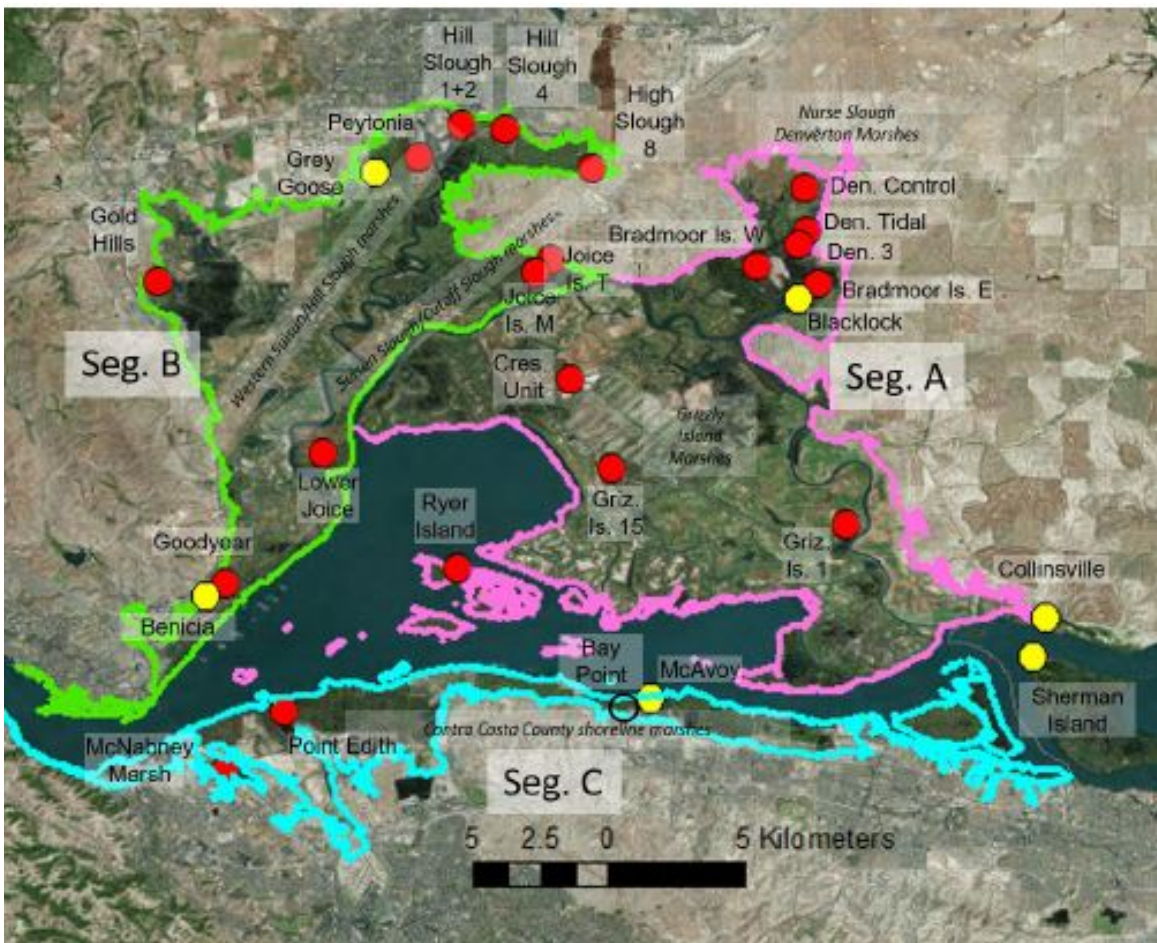 Hill
Slough
1+2
Hill
Slough
4
High
Slough
8
Peytonia
Grey
Goose
Gold
Hills
Nurse Slough
Denverton Marshes
Den. Control
Den. Tidal
Den. 3
Bradmoor Is. W
Bradmoor Is. E
Blacklock
Joice
Is. T
Joice
Is. M
Western Suisun/Hill Slough marshes
Suisun Slough/Cutoff Slough marshes
Seg. B
Seg. A
Cres.
Unit
Grizzly
Island
Marshes
Lower
Joice
Ryer
Island
Griz.
Is. 15
Griz.
Is. 1
Goodyear
Benicia
Collinsville
Bay
Point
McAvoy
Sherman
Island
McNabney
Marsh
Point Edith
Contra Costa County shoreline marshes
Seg. C
5 2.5 0 5 Kilometers